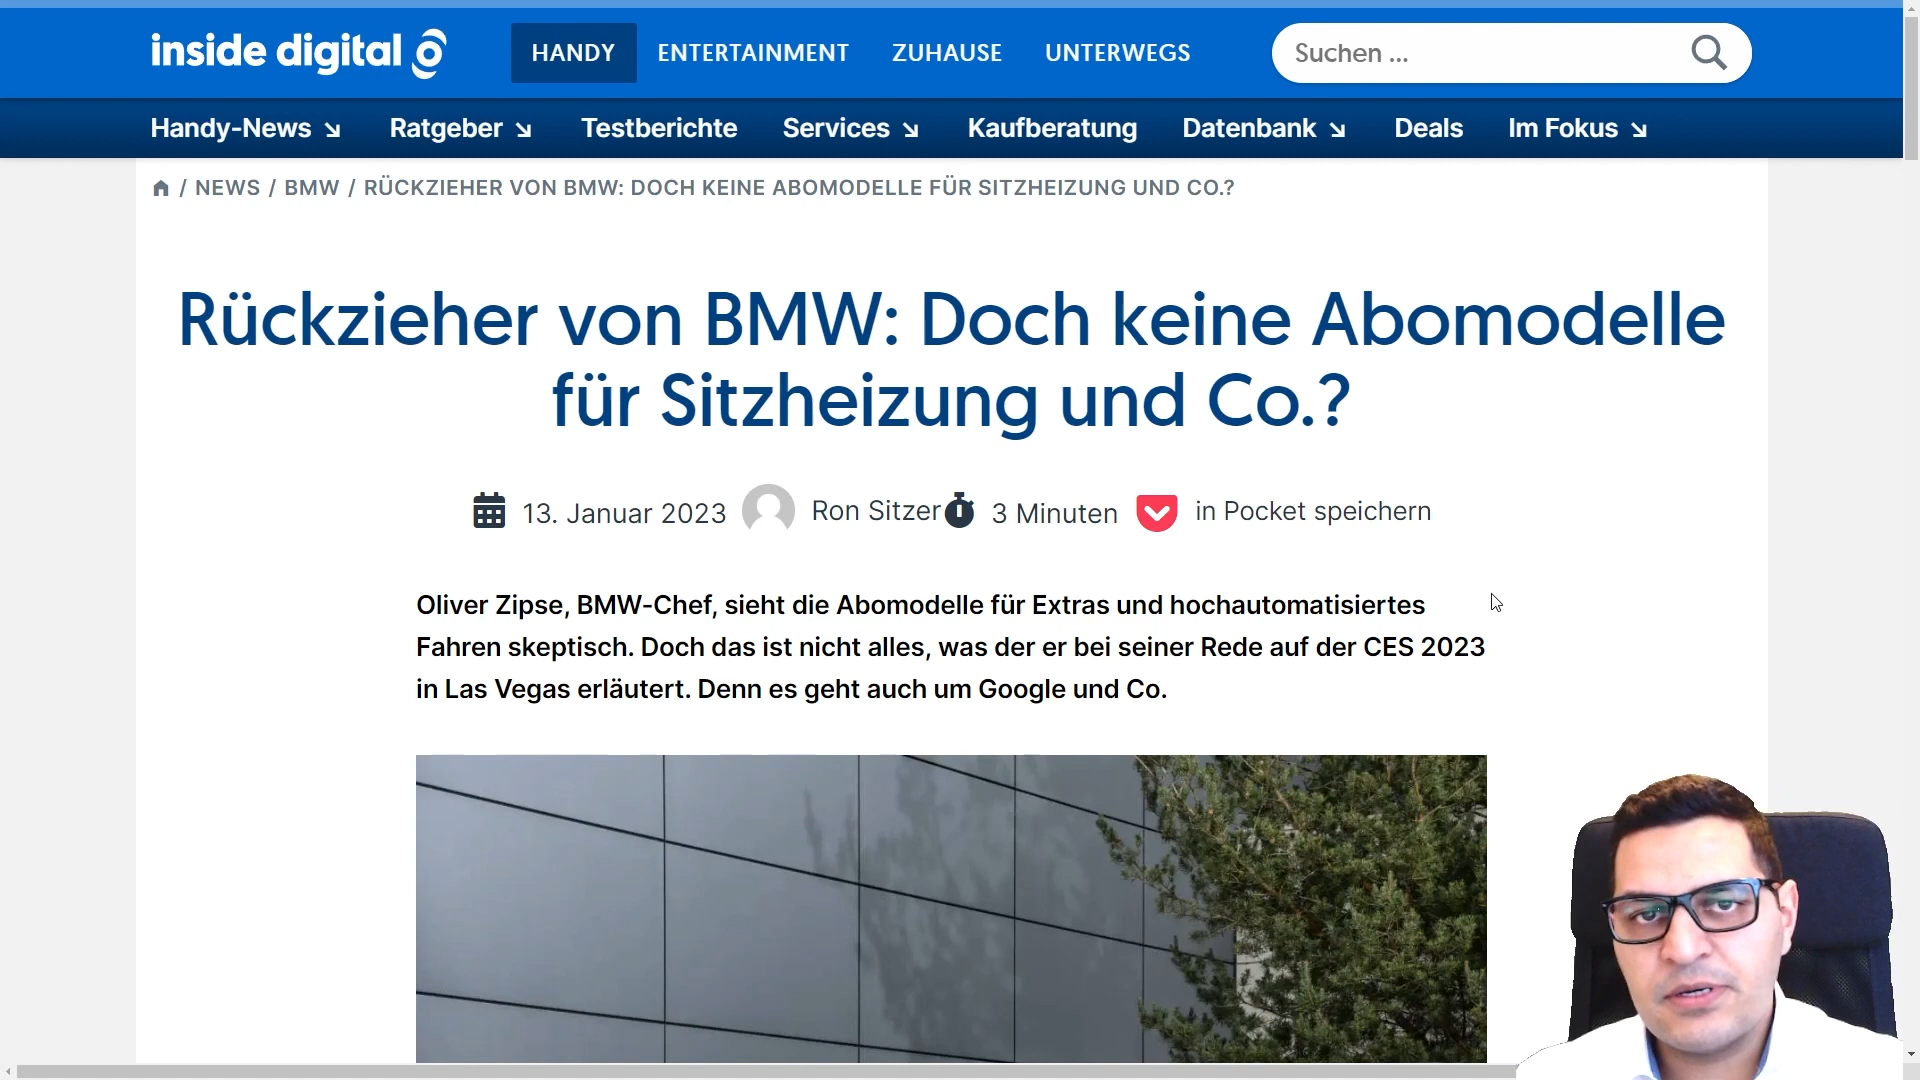 inside digital
HANDY ENTERTAINMENT ZUHAUSE UNTERWEGS Suchen ...
Handy-News Ratgeber Testberichte Services Kaufberatung Datenbank Deals Im Fokus
/ NEWS / BMW / RÜCKZIEHER VON BMW: DOCH KEINE ABOMODELLE FÜR SITZHEIZUNG UND CO.?
Rückzieher von BMW: Doch keine Abomodelle
für Sitzheizung und Co.?
13. Januar 2023 Ron Sitzer 3 Minuten in Pocket speichern
Oliver Zipse, BMW-Chef, sieht die Abomodelle für Extras und hochautomatisiertes
Fahren skeptisch. Doch das ist nicht alles, was der er bei seiner Rede auf der CES 2023
in Las Vegas erläutert. Denn es geht auch um Google und Co.